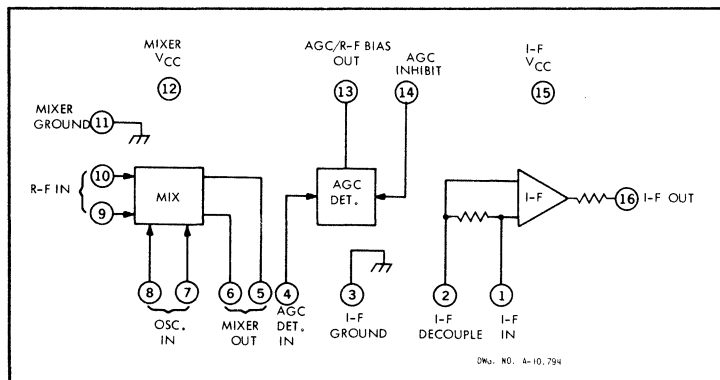 MIXER
VCC
12
AGC/R-F BIAS
OUT
13
AGC
INHIBIT
14
I-F
VCC
15
MIXER
GROUND
11
R-F IN
10
9
MIX
AGC
DET.
I-F
16
I-F OUT
8
7
6
5
4
3
2
1
OSC.
IN
MIXER
OUT
AGC
DET.
IN
I-F
GROUND
I-F
DECOUPLE
I-F
IN
DWG. NO. A-10,794